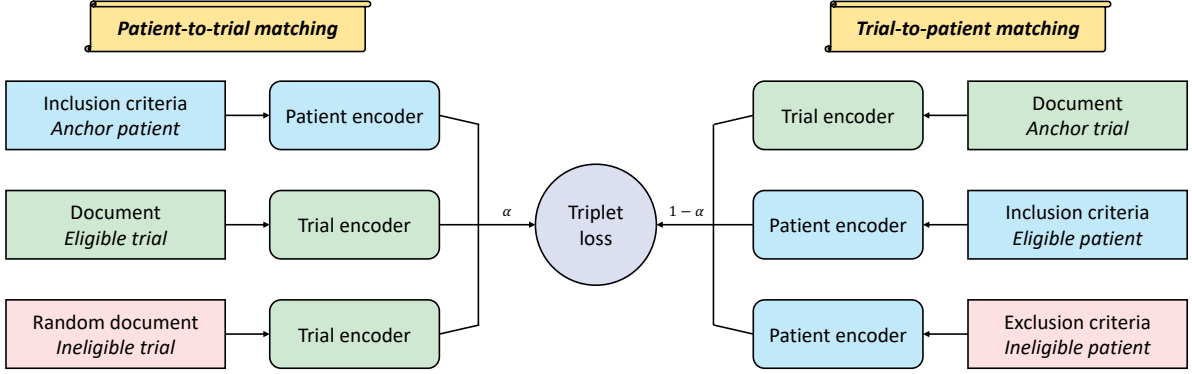 Patient-to-trial matching
Trial-to-patient matching
Inclusion criteria
Anchor patient
Patient encoder
Trial encoder
Document
Anchor trial
Document
Eligible trial
Trial encoder
α
Triplet
loss
1 − α
Patient encoder
Inclusion criteria
Eligible patient
Random document
Ineligible trial
Trial encoder
Patient encoder
Exclusion criteria
Ineligible patient